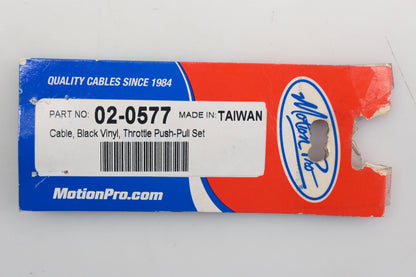 QUALITY CABLES SINCE 1984
PART NO: 02-0577 MADE IN: TAIWAN
Cable, Black Vinyl, Throttle Push-Pull Set
Motion Pro
MotionPro.com